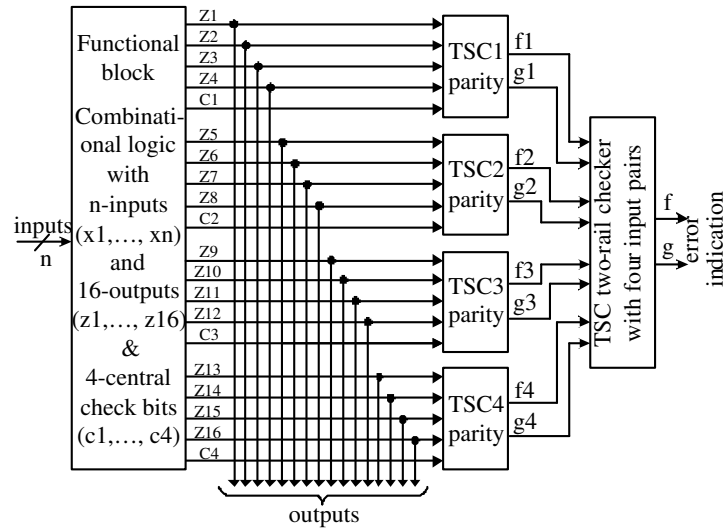 Functional
block
Combinati-
onal logic
with
n-inputs
(x1,..., xn)
and
16-outputs
(z1,..., z16)
&
4-central
check bits
(c1,..., c4)
inputs
n
Z1
Z2
Z3
Z4
C1
Z5
Z6
Z7
Z8
C2
Z9
Z10
Z11
Z12
C3
Z13
Z14
Z15
Z16
C4
outputs
TSC1
parity
f1
g1
TSC2
parity
f2
g2
TSC3
parity
f3
g3
TSC4
parity
f4
g4
TSC two-rail checker
with four input pairs
f
g
error
indication